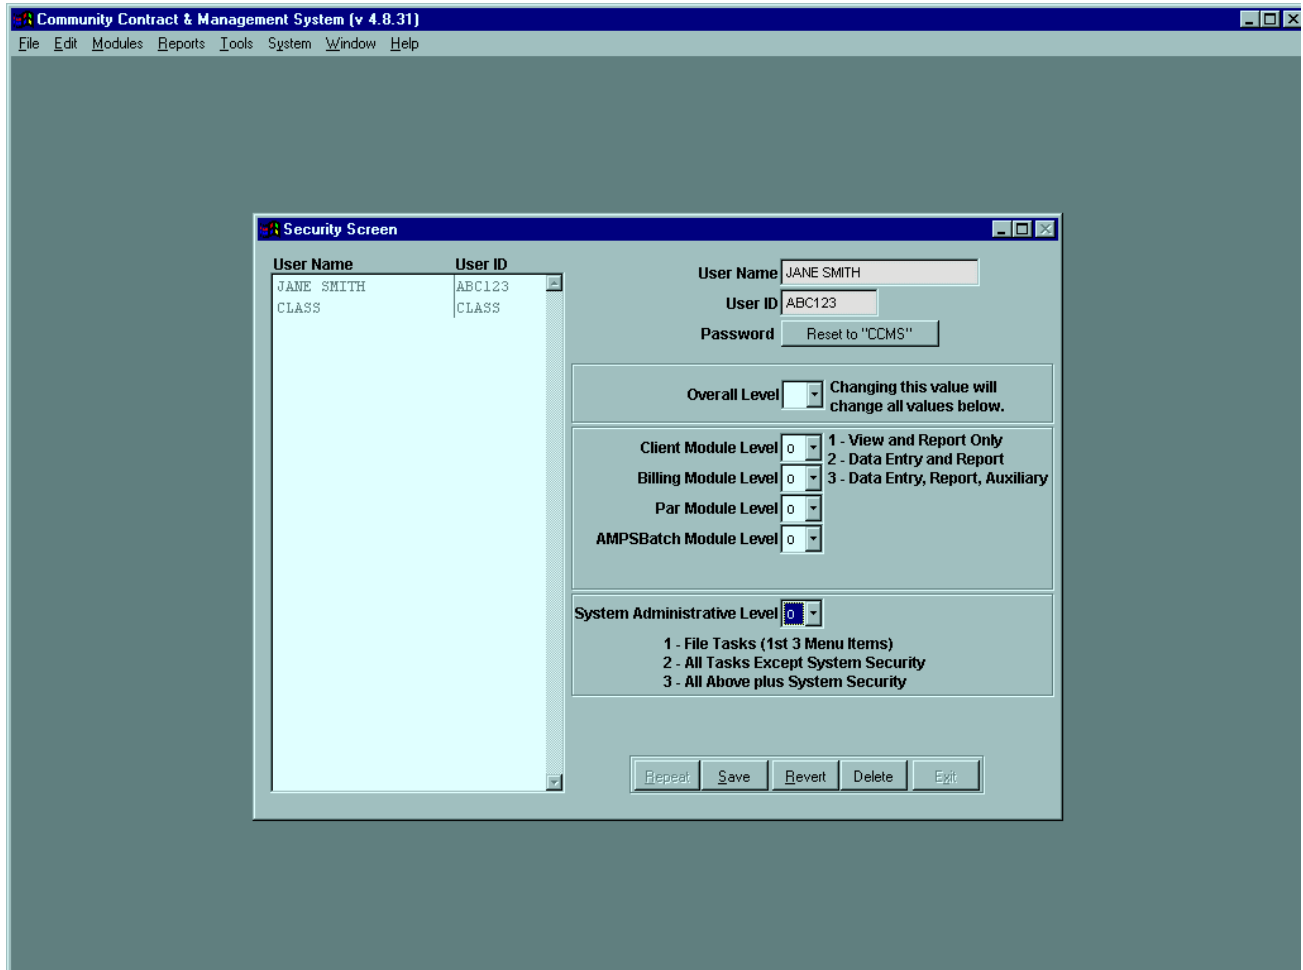 Community Contract & Management System (v 4.8.31)
File Edit Modules Reports Tools System Window Help
Security Screen
User Name User ID
JANE SMITH ABC123
CLASS CLASS
User Name JANE SMITH
User ID ABC123
Password Reset to "CCMS"
Overall Level Changing this value will
change all values below.
Client Module Level 0
Billing Module Level 0
Par Module Level 0
AMPSBatch Module Level 0
1 - View and Report Only
2 - Data Entry and Report
3 - Data Entry, Report, Auxiliary
System Administrative Level 0
1 - File Tasks (1st 3 Menu Items)
2 - All Tasks Except System Security
3 - All Above plus System Security
Repeat Save Revert Delete Exit